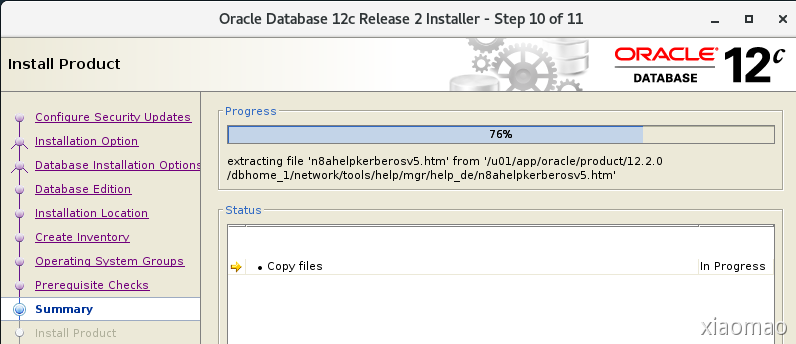 Oracle Database 12c Release 2 Installer - Step 10 of 11
Install Product
ORACLE
DATABASE
12c
Configure Security Updates
Installation Option
Database Installation Options
Database Edition
Installation Location
Create Inventory
Operating System Groups
Prerequisite Checks
Summary
Install Product
Progress
76%
extracting file 'n8ahelpkerberosv5.htm' from '/u01/app/oracle/product/12.2.0
/dbhome_1/network/tools/help/mgr/help_de/n8ahelpkerberosv5.htm'
Status
• Copy files In Progress
xiaomao